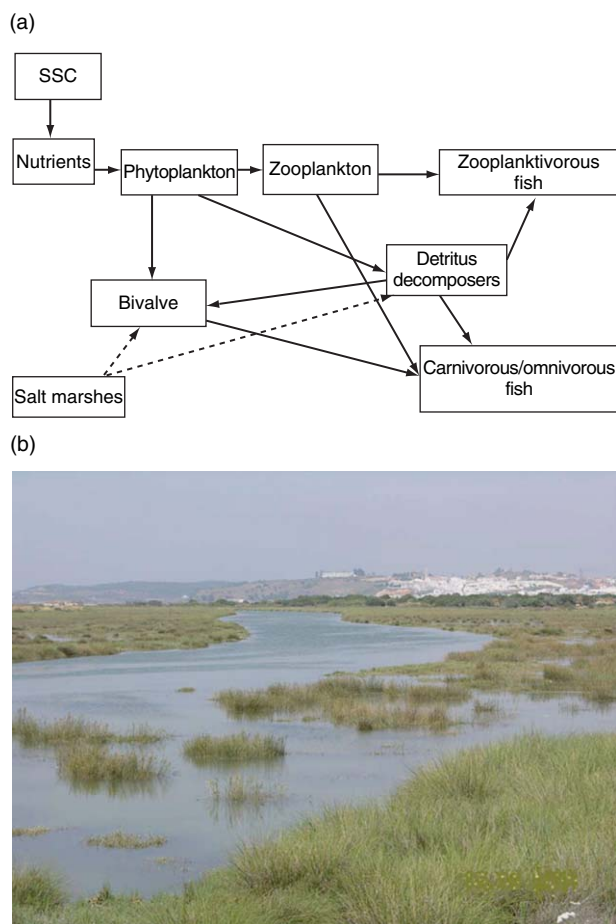 (a)
SSC
Nutrients
Phytoplankton
Zooplankton
Zooplanktivorous
fish
Detritus
decomposers
Bivalve
Carnivorous/omnivorous
fish
Salt marshes
(b)